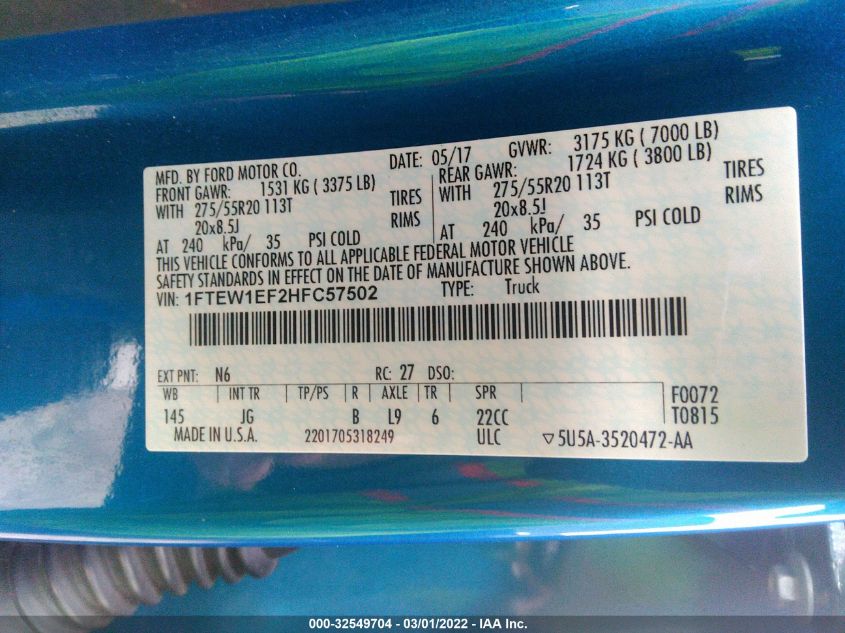 MFD. BY FORD MOTOR CO. DATE: 05/17 GVWR: 3175 KG ( 7000 LB)
FRONT GAWR: 1531 KG ( 3375 LB) REAR GAWR: 1724 KG ( 3800 LB)
WITH 275/55R20 113T TIRES WITH 275/55R20 113T TIRES
20x8.5J RIMS 20x8.5J RIMS
AT 240 kPa/ 35 PSI COLD AT 240 kPa/ 35 PSI COLD
THIS VEHICLE CONFORMS TO ALL APPLICABLE FEDERAL MOTOR VEHICLE
SAFETY STANDARDS IN EFFECT ON THE DATE OF MANUFACTURE SHOWN ABOVE.
VIN: 1FTEW1EF2HFC57502 TYPE: Truck
EXT PNT: N6 RC: 27 DSO:
WB INT TR TP/PS R AXLE TR SPR F0072
145 JG B L9 6 22CC T0815
MADE IN U.S.A. 2201705318249 ULC ▽5U5A-3520472-AA
000-32549704 - 03/01/2022 - IAA Inc.